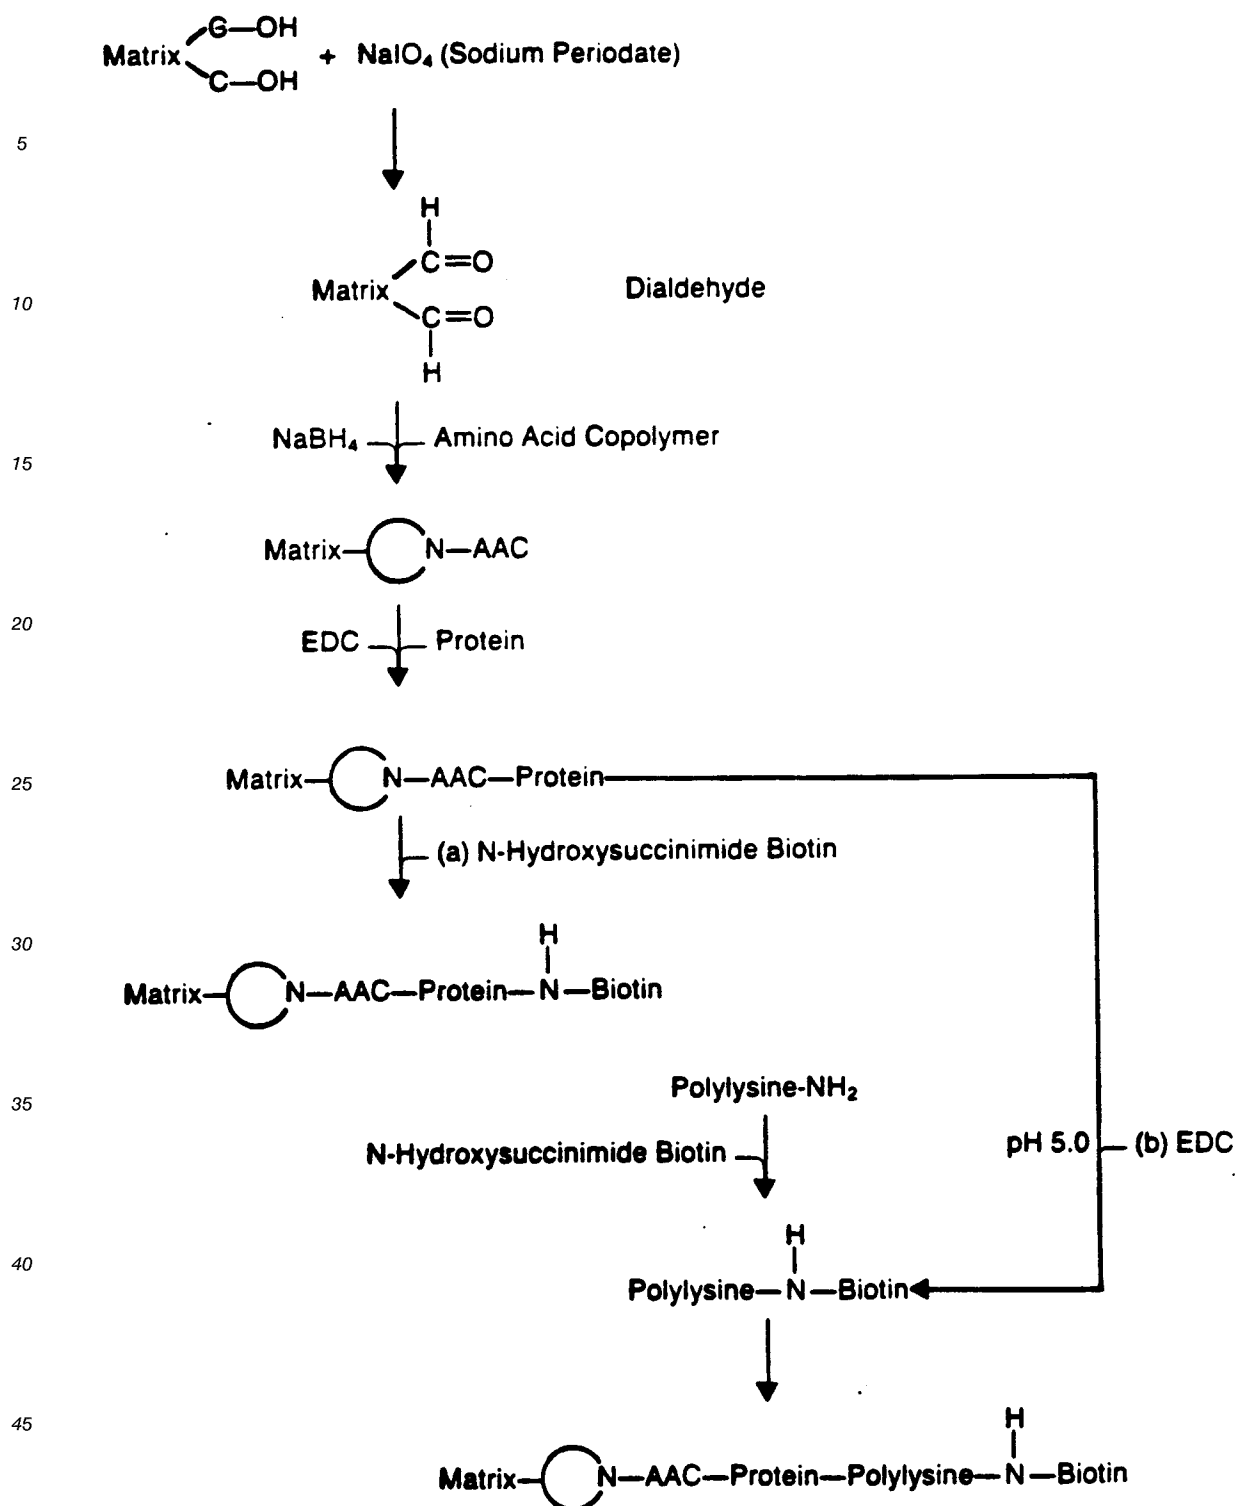 G—OH
Matrix + NaIO₄ (Sodium Periodate)
C—OH
5
H
C=O
Matrix Dialdehyde
10
C=O
H
NaBH₄ Amino Acid Copolymer
15
Matrix—N—AAC
20
EDC Protein
Matrix—N—AAC—Protein
25
(a) N-Hydroxysuccinimide Biotin
H
30
Matrix—N—AAC—Protein—N—Biotin
Polylysine-NH₂
35
N-Hydroxysuccinimide Biotin pH 5.0 (b) EDC
H
40
Polylysine—N—Biotin
H
45
Matrix—N—AAC—Protein—Polylysine—N—Biotin